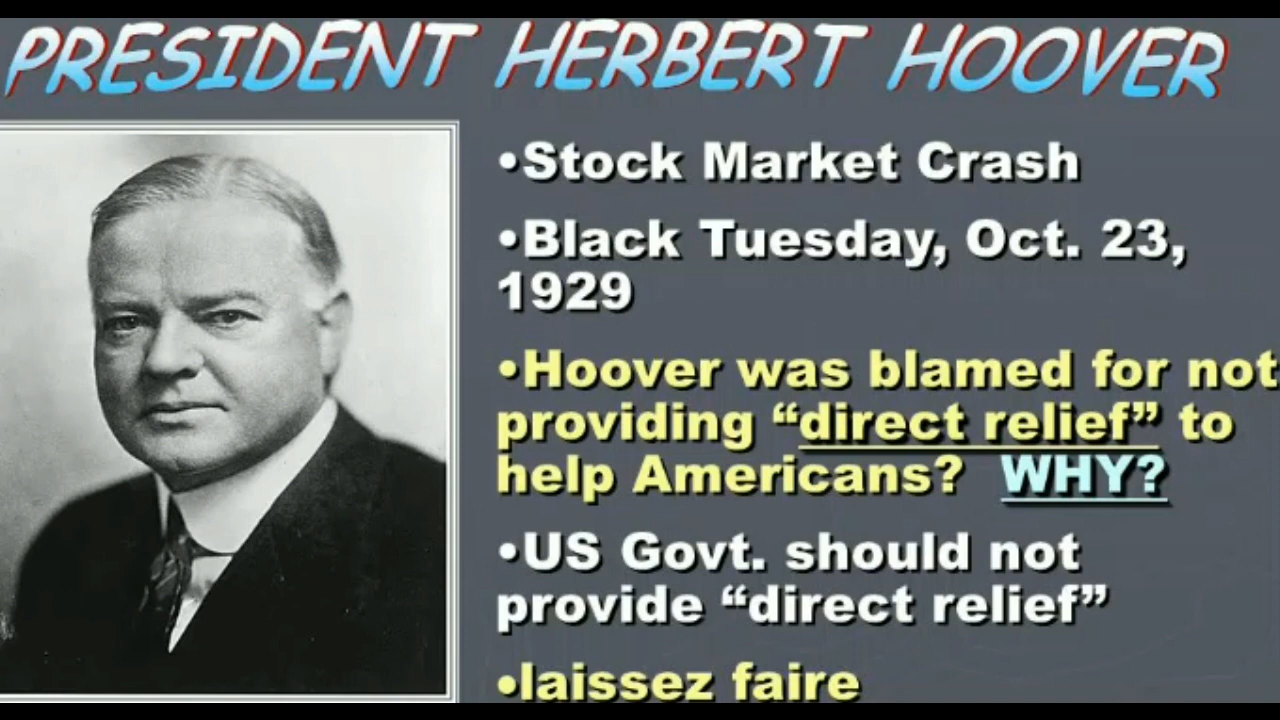 PRESIDENT HERBERT HOOVER
•Stock Market Crash
•Black Tuesday, Oct. 23,
1929
•Hoover was blamed for not
providing “direct relief” to
help Americans? WHY?
•US Govt. should not
provide “direct relief”
•laissez faire